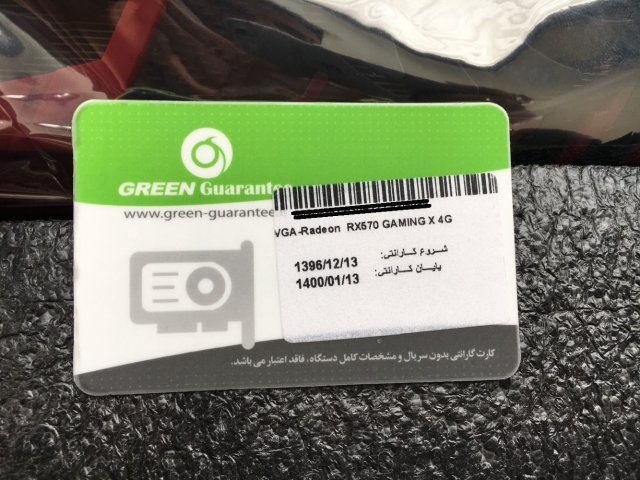 GREEN Guarantee
www.green-guarantee
VGA-Radeon RX570 GAMING X 4G
شروع گارانتی: 1396/12/13
پایان گارانتی: 1400/01/13
کارت گارانتی بدون سریال و مشخصات کامل دستگاه، فاقد اعتبار می باشد.